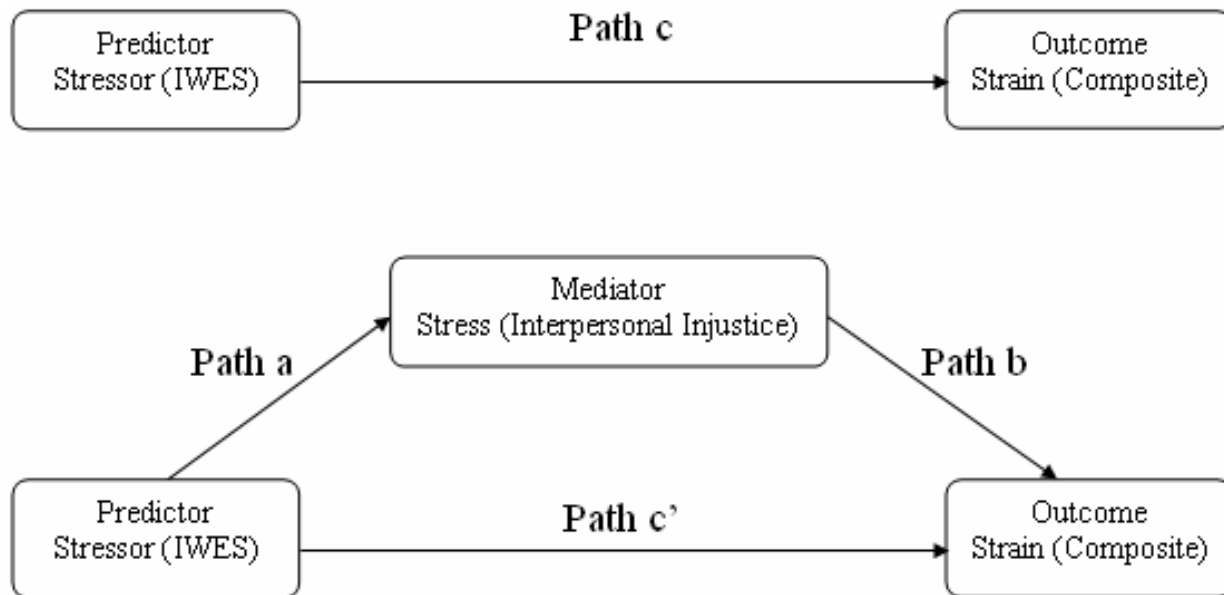 Path c
Predictor
Stressor (IWES)
Outcome
Strain (Composite)
Mediator
Stress (Interpersonal Injustice)
Path a
Path b
Predictor
Stressor (IWES)
Path c’
Outcome
Strain (Composite)